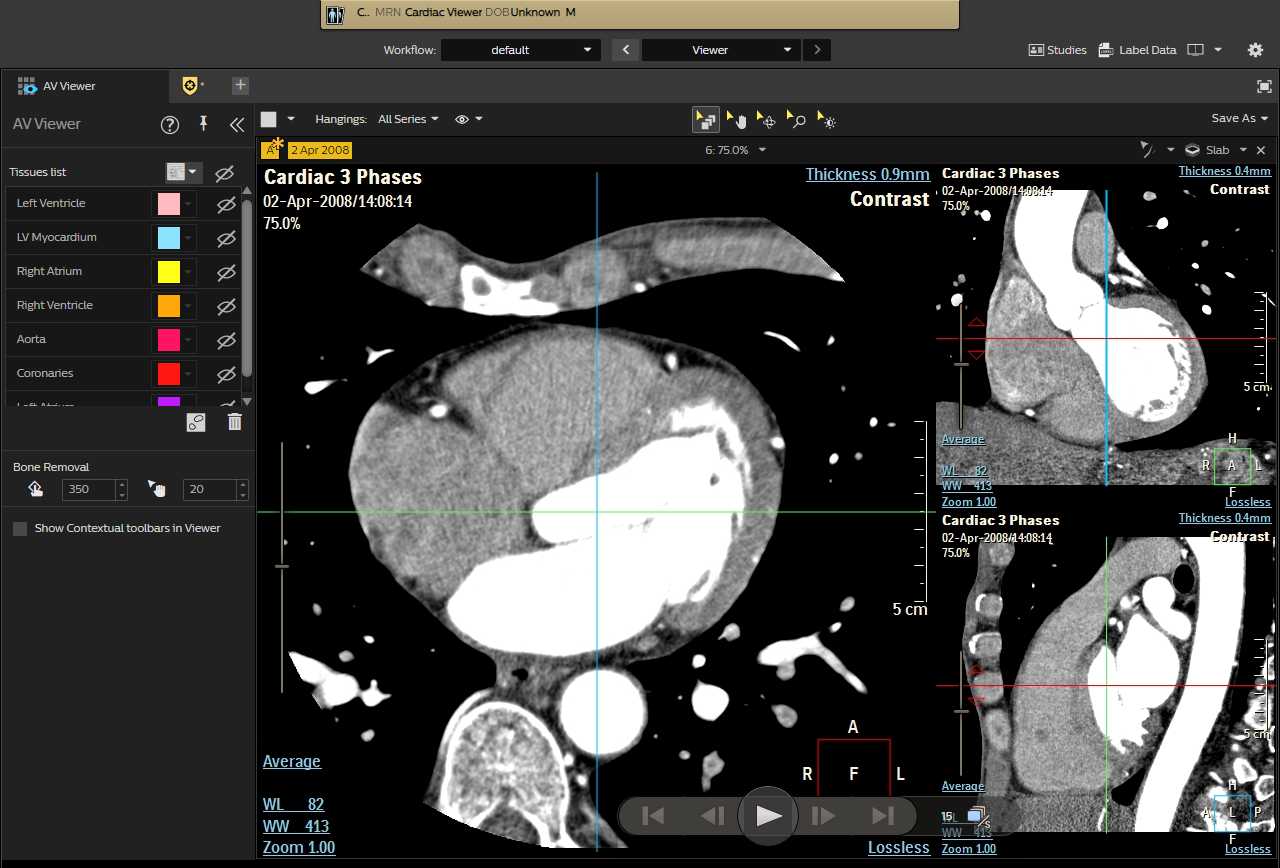 C.. MRN Cardiac Viewer DOB Unknown M
Workflow: default Viewer Studies Label Data
AV Viewer
AV Viewer
Hangings: All Series Save As
2 Apr 2008 6: 75.0% Slab
Tissues list
Left Ventricle
LV Myocardium
Right Atrium
Right Ventricle
Aorta
Coronaries
Left Atrium
Bone Removal
350 20
Show Contextual toolbars in Viewer
Cardiac 3 Phases Thickness 0.9mm
02-Apr-2008/14:08:14 Contrast
75.0%
5 cm
Average
WL 82
WW 413
Zoom 1.00
A
R F L
Lossless
15
Cardiac 3 Phases Thickness 0.4mm
02-Apr-2008/14:08:14 Contrast
75.0%
5 cm
Average
WL 82
WW 413
Zoom 1.00
H
R A L
F
Lossless
Cardiac 3 Phases Thickness 0.4mm
02-Apr-2008/14:08:14 Contrast
75.0%
5 cm
Average
WL
WW 413
Zoom 1.00
H
A L P
F
Lossless